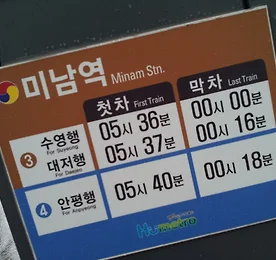 미남역 Minam Stn.
첫차 First Train 막차 Last Train
3 수영행 For Suyeong 05시 36분 00시 00분
대저행 For Daejeo 05시 37분 00시 16분
4 안평행 For Anpyeong 05시 40분 00시 18분
Humetro